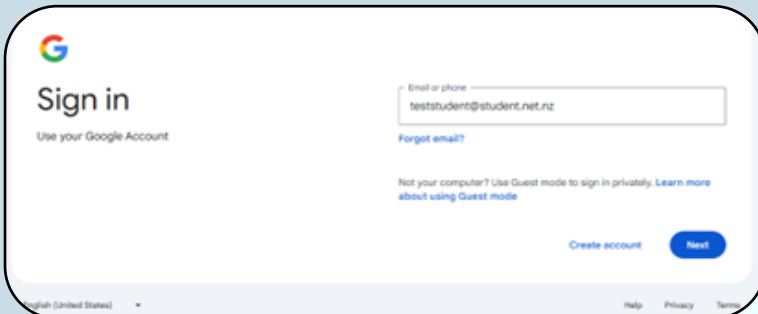 Sign in
Use your Google Account
Email or phone
teststudent@student.net.nz
Forgot email?
Not your computer? Use Guest mode to sign in privately. Learn more
about using Guest mode
Create account
Next
English (United States)
Help Privacy Terms